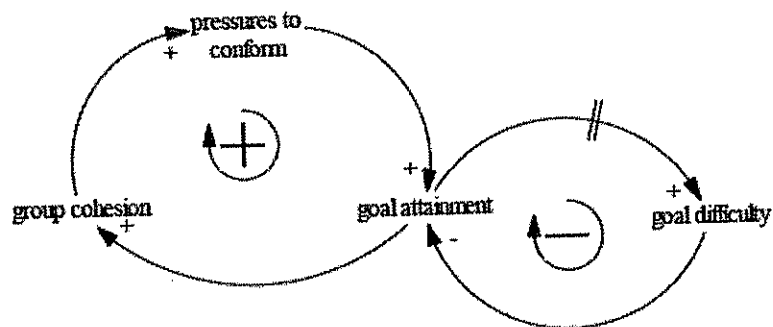 pressures to
conform
+
+
group cohesion
+
goal attainment
+
goal difficulty
-
+
−